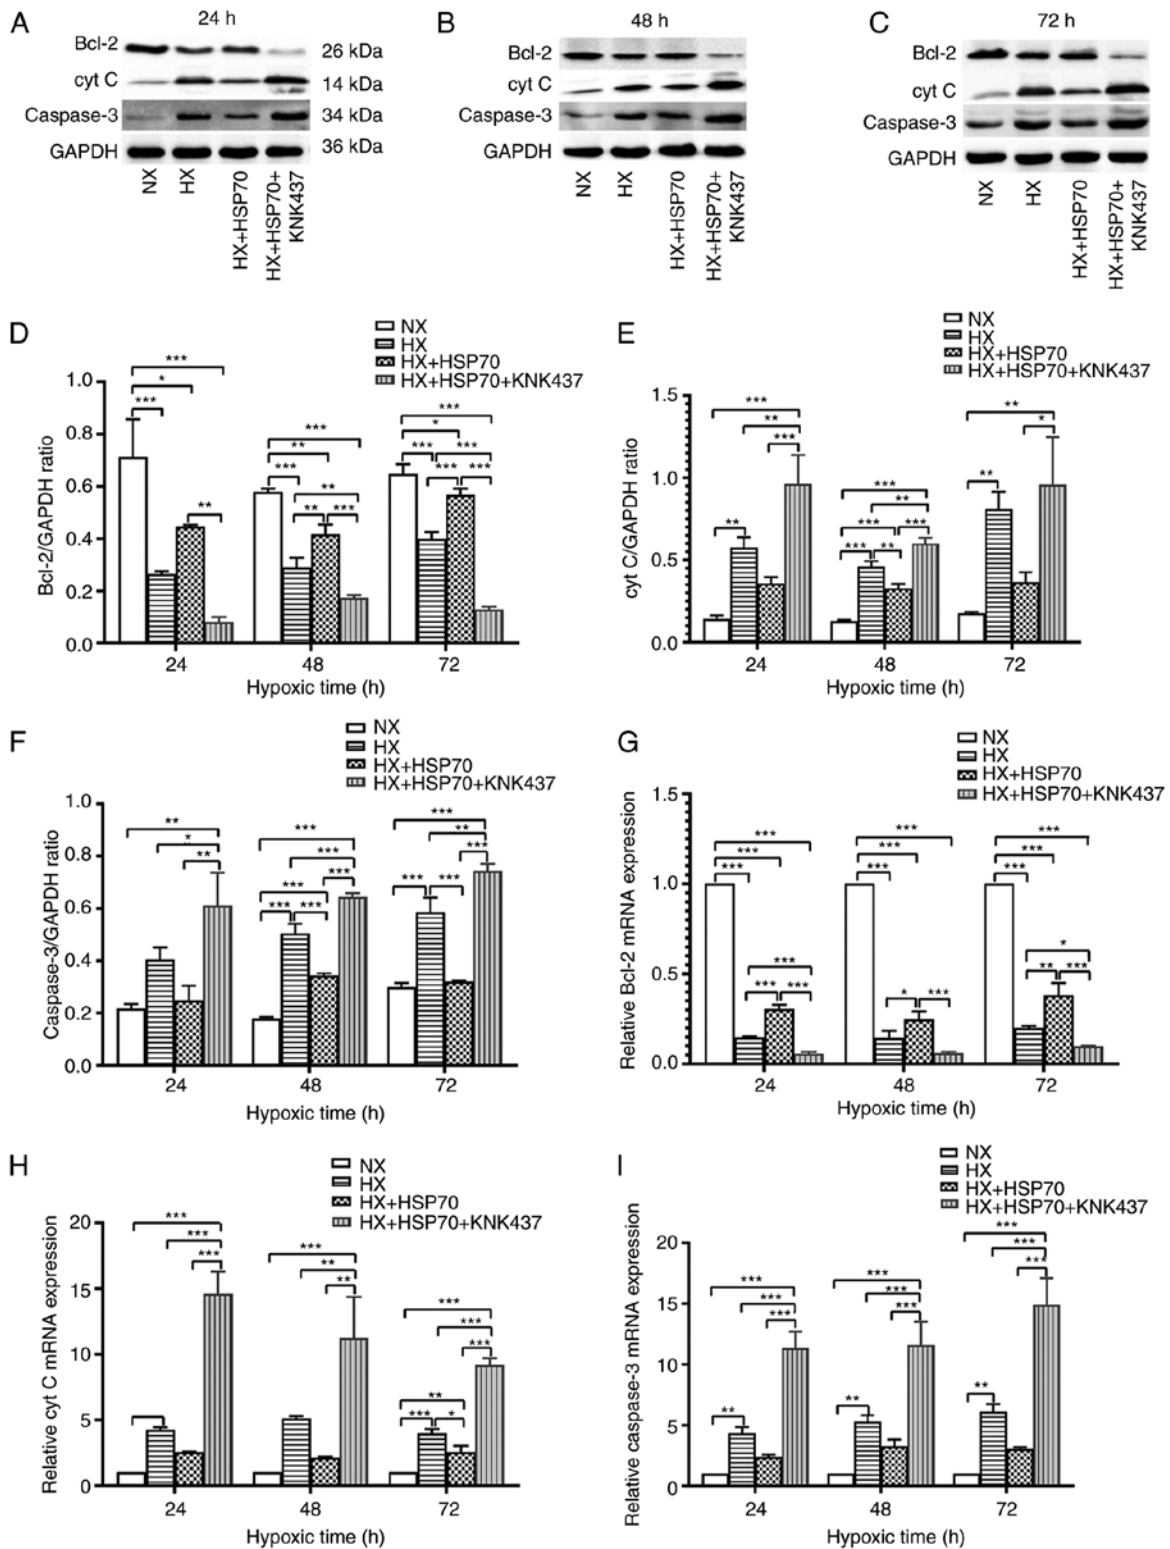 A
24 h
Bcl-2
26 kDa
cyt C
14 kDa
Caspase-3
34 kDa
GAPDH
36 kDa
NX
HX
HX+HSP70
HX+HSP70+
KNK437
B
48 h
Bcl-2
cyt C
Caspase-3
GAPDH
NX
HX
HX+HSP70
HX+HSP70+
KNK437
C
72 h
Bcl-2
cyt C
Caspase-3
GAPDH
NX
HX
HX+HSP70
HX+HSP70+
KNK437
D
NX
HX
HX+HSP70
HX+HSP70+KNK437
Bcl-2/GAPDH ratio
1.0
0.8
0.6
0.4
0.2
0.0
***
*
***
**
***
**
***
**
**
***
***
*
***
***
***
***
24
48
72
Hypoxic time (h)
E
NX
HX
HX+HSP70
HX+HSP70+KNK437
cyt C/GAPDH ratio
1.5
1.0
0.5
0.0
***
**
***
**
***
**
***
***
***
**
**
*
**
24
48
72
Hypoxic time (h)
F
NX
HX
HX+HSP70
HX+HSP70+KNK437
Caspase-3/GAPDH ratio
1.0
0.8
0.6
0.4
0.2
0.0
**
*
**
***
***
***
***
***
***
***
**
***
***
***
24
48
72
Hypoxic time (h)
G
NX
HX
HX+HSP70
HX+HSP70+KNK437
Relative Bcl-2 mRNA expression
1.5
1.0
0.5
0.0
***
***
***
***
***
***
***
***
***
*
***
***
***
***
*
**
***
24
48
72
Hypoxic time (h)
H
NX
HX
HX+HSP70
HX+HSP70+KNK437
Relative cyt C mRNA expression
20
15
10
5
0
***
***
***
***
**
**
***
***
***
**
***
*
24
48
72
Hypoxic time (h)
I
NX
HX
HX+HSP70
HX+HSP70+KNK437
Relative caspase-3 mRNA expression
20
15
10
5
0
***
***
***
**
***
***
***
**
***
***
***
**
24
48
72
Hypoxic time (h)